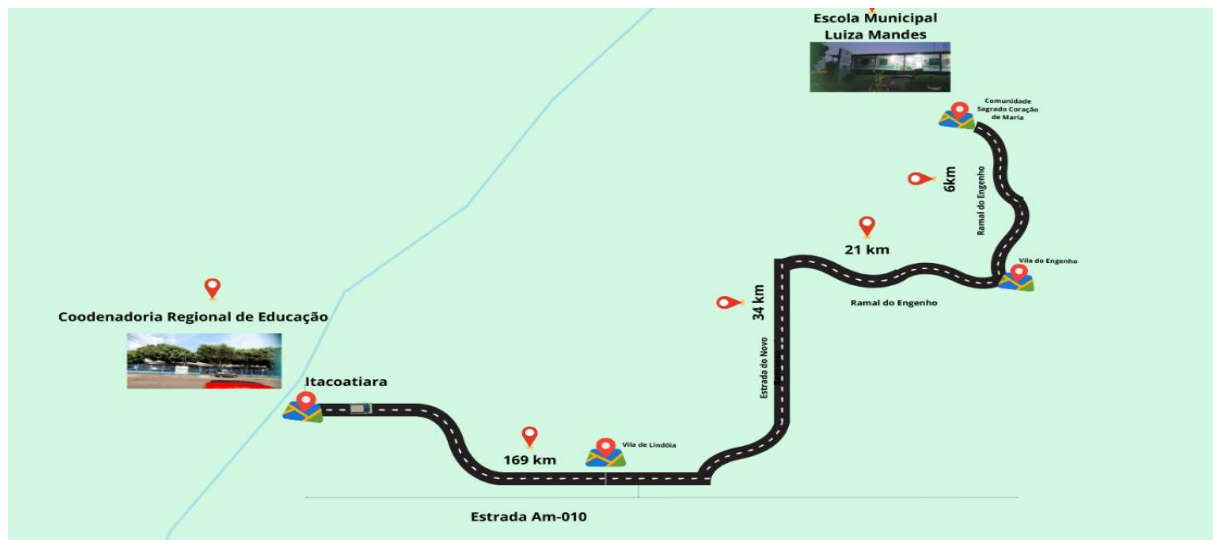 Escola Municipal
Luiza Mandes
Comunidade
Sagrado Coração
de Maria
6km
Ramal do Engenho
21 km
Vila do Engenho
Ramal do Engenho
34 km
Estrada do Novo
Coodenadoria Regional de Educação
Itacoatiara
169 km
Vila de Lindóia
Estrada Am-010